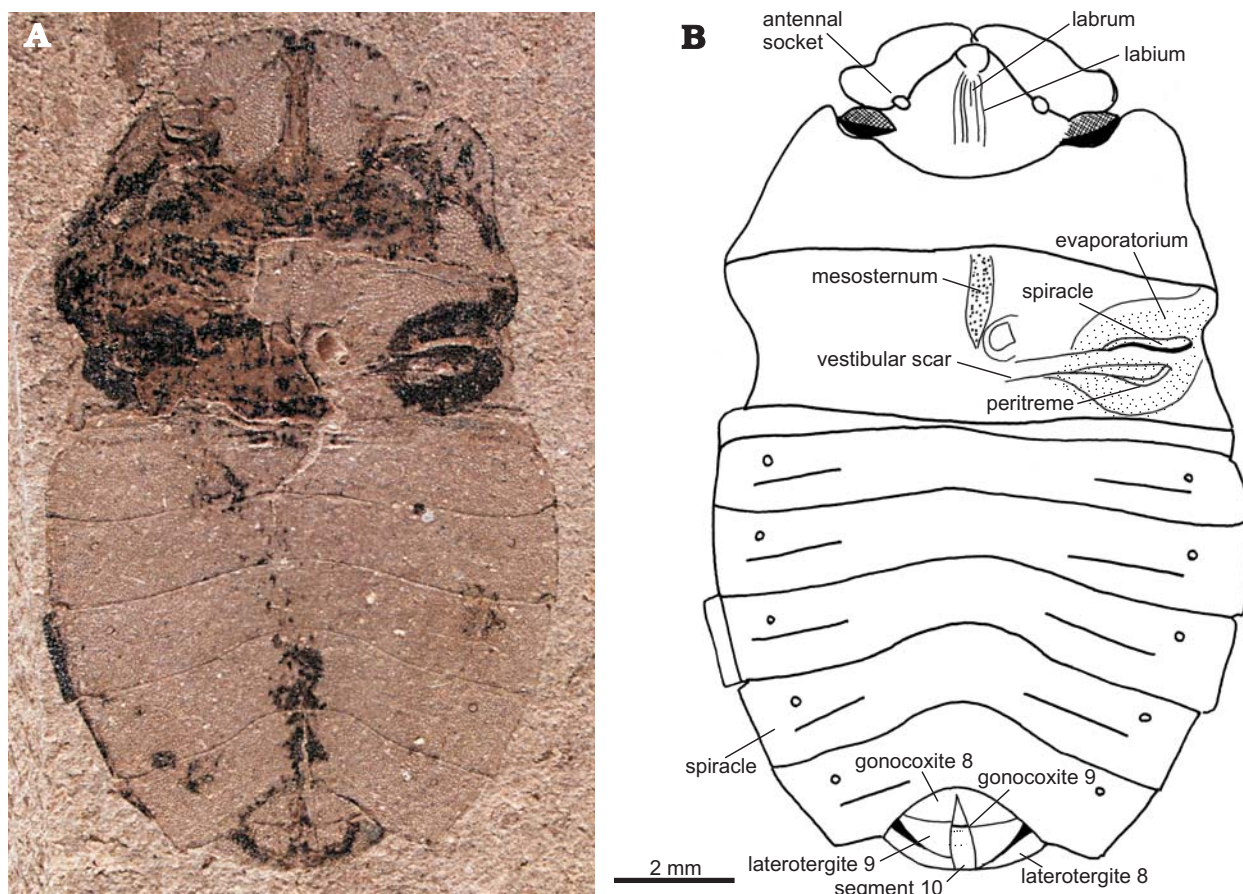 A
B
antennal
socket
labrum
labium
evaporatorium
mesosternum
spiracle
vestibular scar
peritreme
spiracle
gonocoxite 8
gonocoxite 9
laterotergite 9
laterotergite 8
segment 10
2 mm